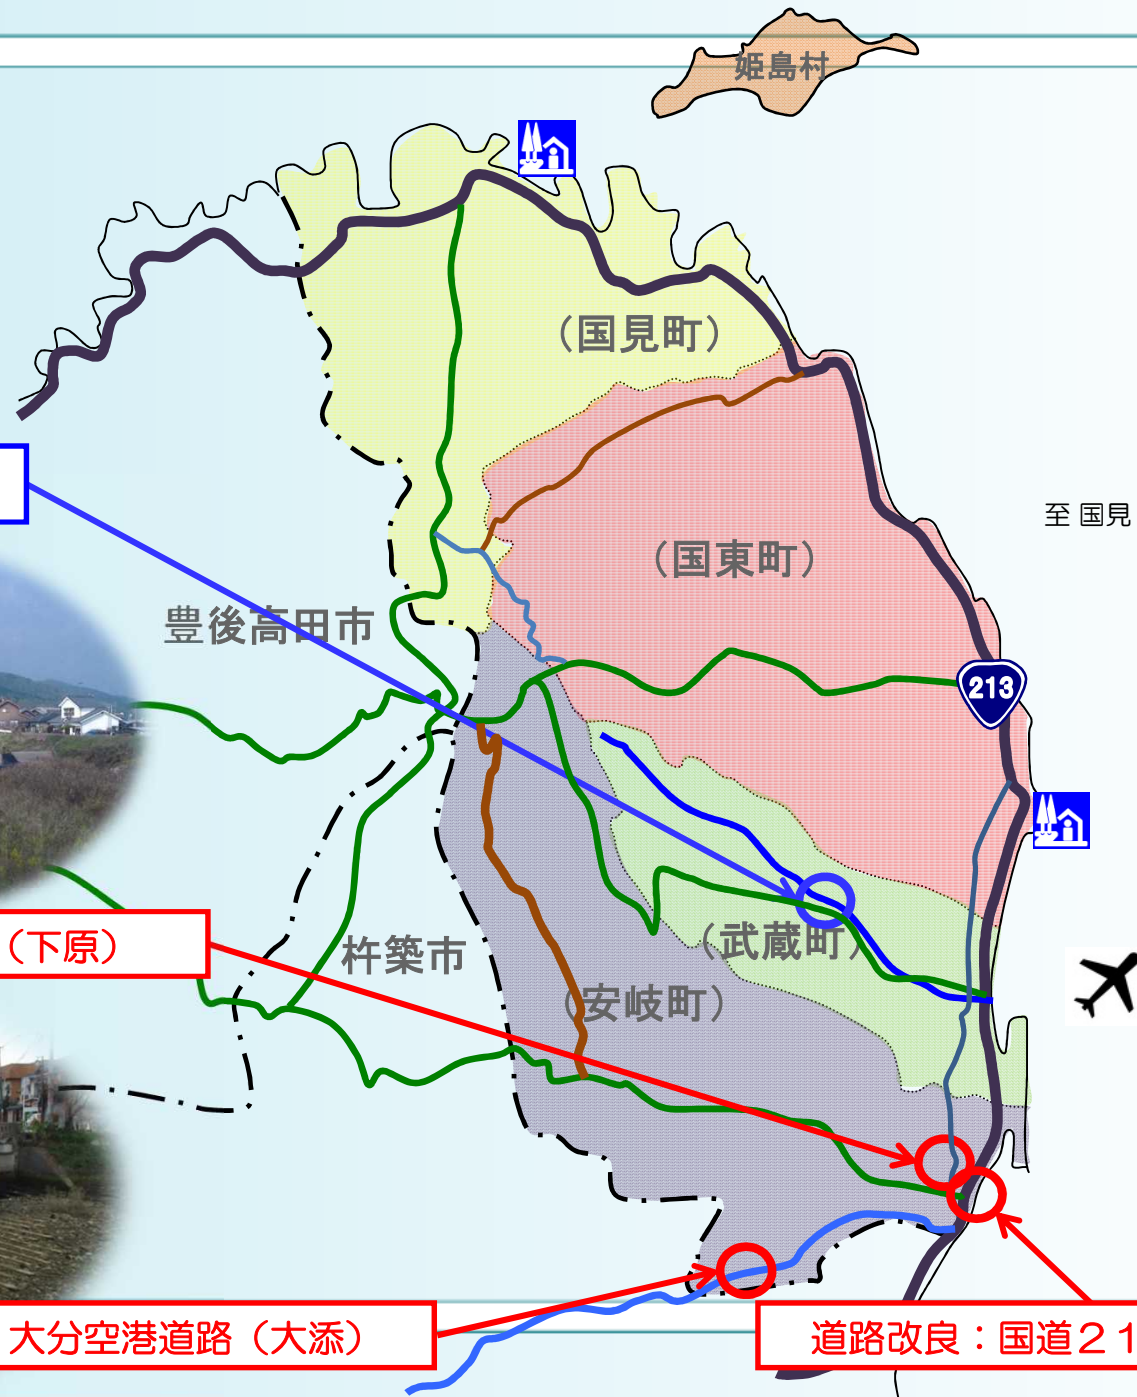 姫島村
（国見町）
至 国見
（国東町）
豊後高田市
213
（下原）
杵築市
（武蔵町）
（安岐町）
大分空港道路（大添）
道路改良：国道２１